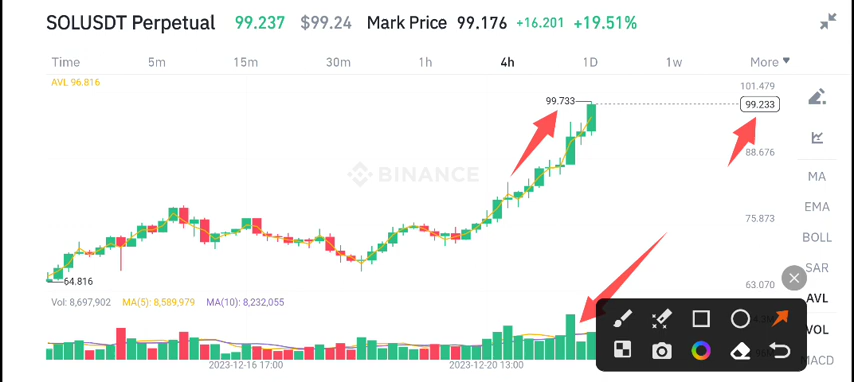 SOLUSDT Perpetual 99.237 $99.24 Mark Price 99.176 +16.201 +19.51%
Time 5m 15m 30m 1h 4h 1D 1w More
AVL 96.816
101.479
99.733
99.233
88.676
BINANCE
MA
EMA
75.873
BOLL
SAR
64.816
63.070
AVL
Vol: 8,697,902 MA(5): 8,589,979 MA(10): 8,232,055
VOL
MACD
2023-12-16 17:00 2023-12-20 13:00